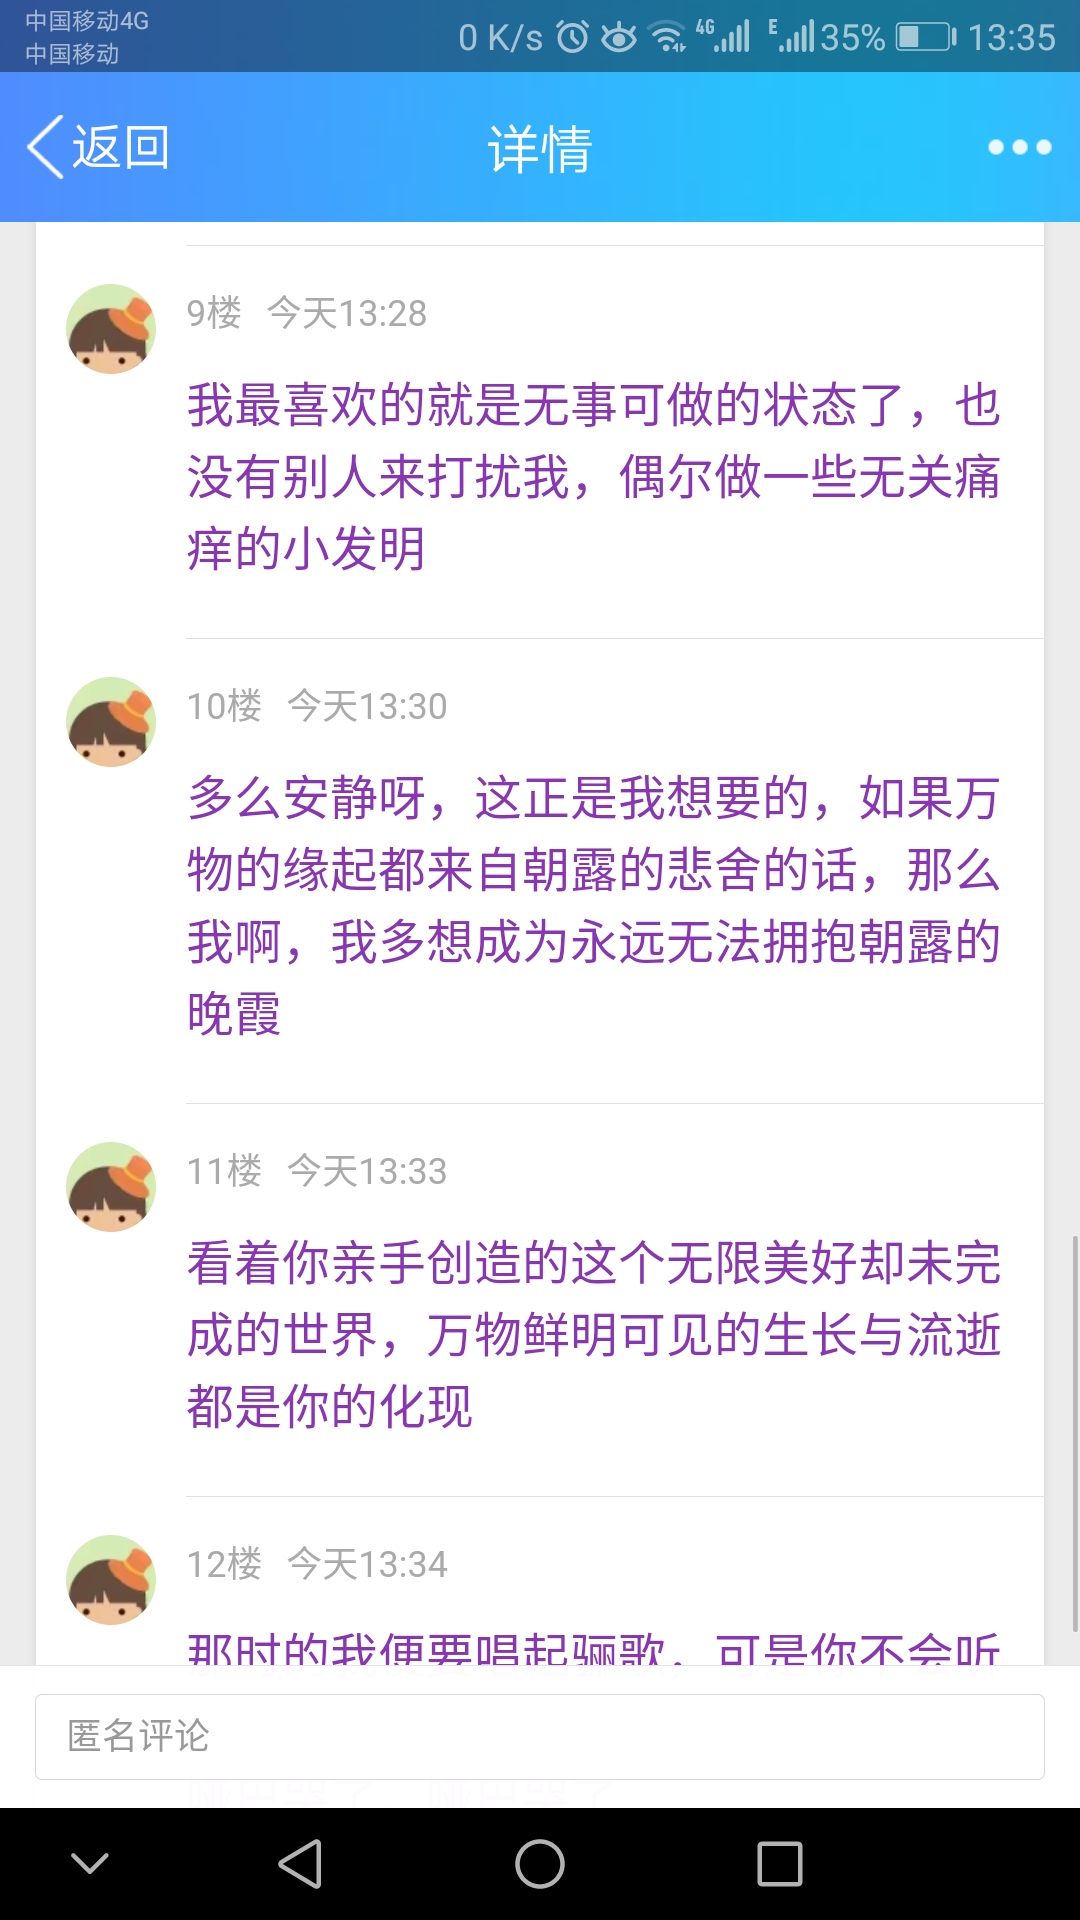 中国移动4G
中国移动
0 K/s 4G E 35% 13:35
返回 详情
9楼 今天13:28
我最喜欢的就是无事可做的状态了，也
没有别人来打扰我，偶尔做一些无关痛
痒的小发明
10楼 今天13:30
多么安静呀，这正是我想要的，如果万
物的缘起都来自朝露的悲舍的话，那么
我啊，我多想成为永远无法拥抱朝露的
晚霞
11楼 今天13:33
看着你亲手创造的这个无限美好却未完
成的世界，万物鲜明可见的生长与流逝
都是你的化现
12楼 今天13:34
那时的我便要唱起骊歌，可是你不会听
匿名评论